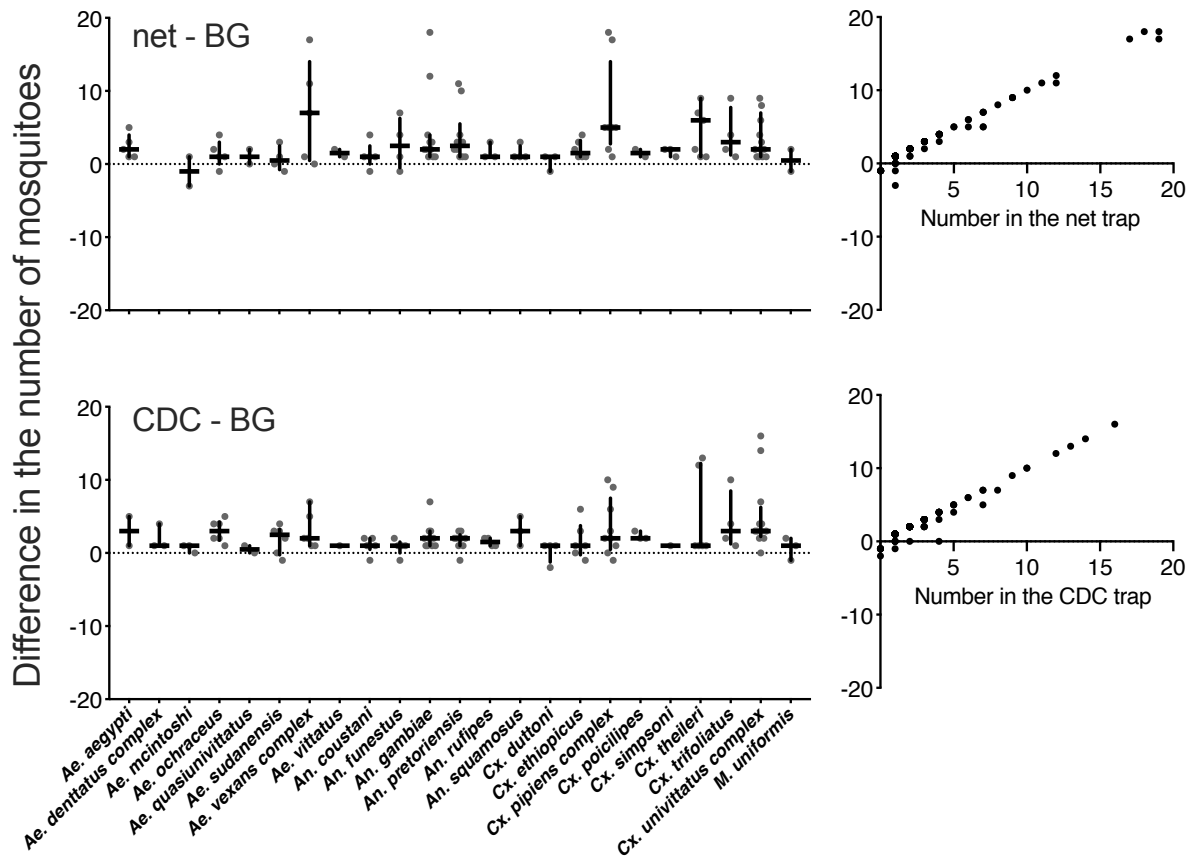 Difference in the number of mosquitoes
net - BG
20
10
0
-10
-20
20
10
0
-10
-20
5
10
15
20
Number in the net trap
CDC - BG
20
10
0
-10
-20
20
10
0
-10
-20
5
10
15
20
Number in the CDC trap
Ae. aegypti
Ae. denttatus complex
Ae. mcintoshi
Ae. ochraceus
Ae. quasiunivittatus
Ae. sudanensis
Ae. vexans complex
Ae. vittatus
An. coustani
An. funestus
An. gambiae
An. pretoriensis
An. rufipes
An. squamosus
Cx. duttoni
Cx. ethiopicus
Cx. pipiens complex
Cx. poicilipes
Cx. simpsoni
Cx. theileri
Cx. trifoliatus
Cx. univittatus complex
M. uniformis